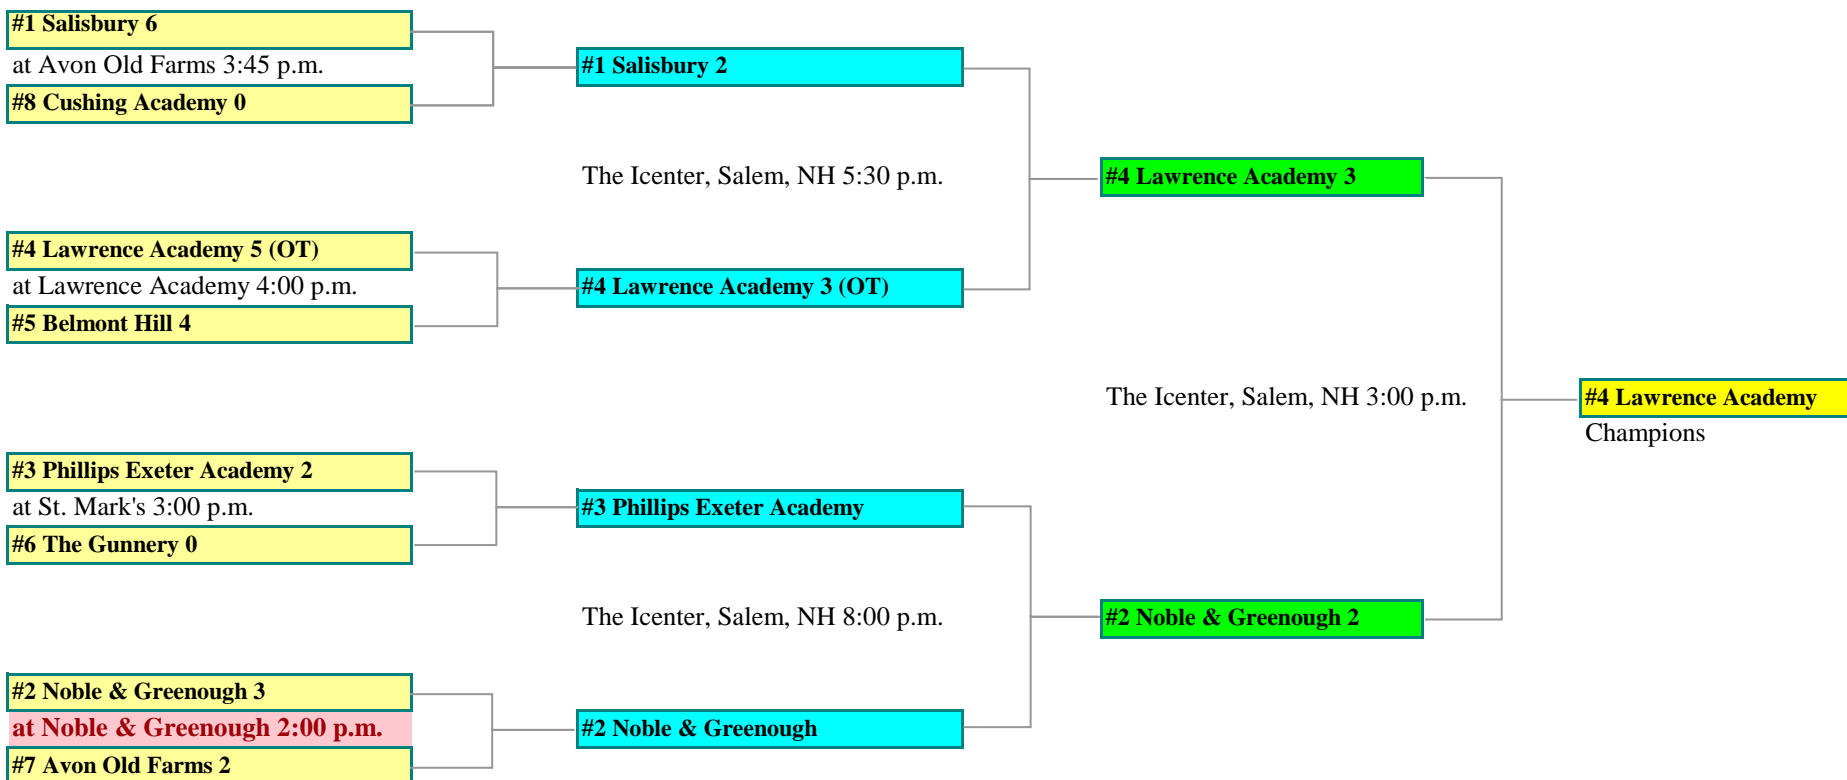 #1 Salisbury 6
at Avon Old Farms 3:45 p.m.
#8 Cushing Academy 0
#4 Lawrence Academy 5 (OT)
at Lawrence Academy 4:00 p.m.
#5 Belmont Hill 4
#3 Phillips Exeter Academy 2
at St. Mark's 3:00 p.m.
#6 The Gunnery 0
#2 Noble & Greenough 3
at Noble & Greenough 2:00 p.m.
#7 Avon Old Farms 2
#1 Salisbury 2
The Icenter, Salem, NH 5:30 p.m.
#4 Lawrence Academy 3 (OT)
#3 Phillips Exeter Academy
The Icenter, Salem, NH 8:00 p.m.
#2 Noble & Greenough
#4 Lawrence Academy 3
The Icenter, Salem, NH 3:00 p.m.
#2 Noble & Greenough 2
#4 Lawrence Academy
Champions